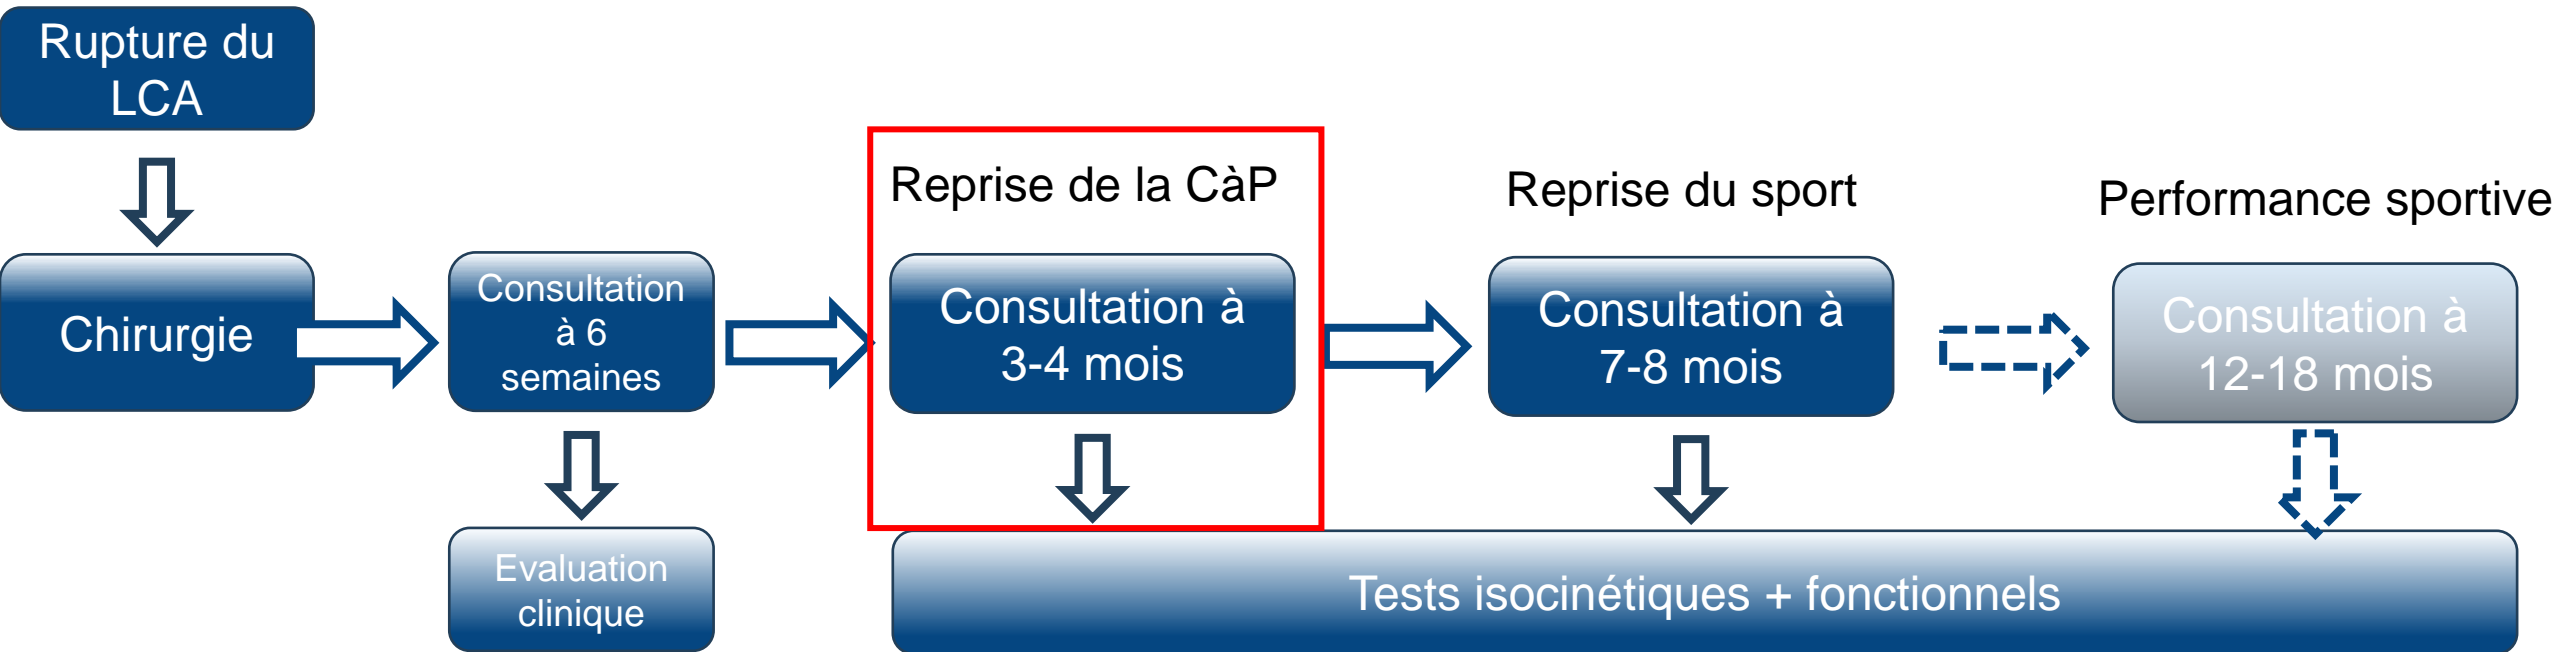 Rupture du
LCA
Chirurgie
Consultation
à 6
semaines
Evaluation
clinique
Reprise de la CàP
Consultation à
3-4 mois
Reprise du sport
Consultation à
7-8 mois
Performance sportive
Consultation à
12-18 mois
Tests isocinétiques + fonctionnels